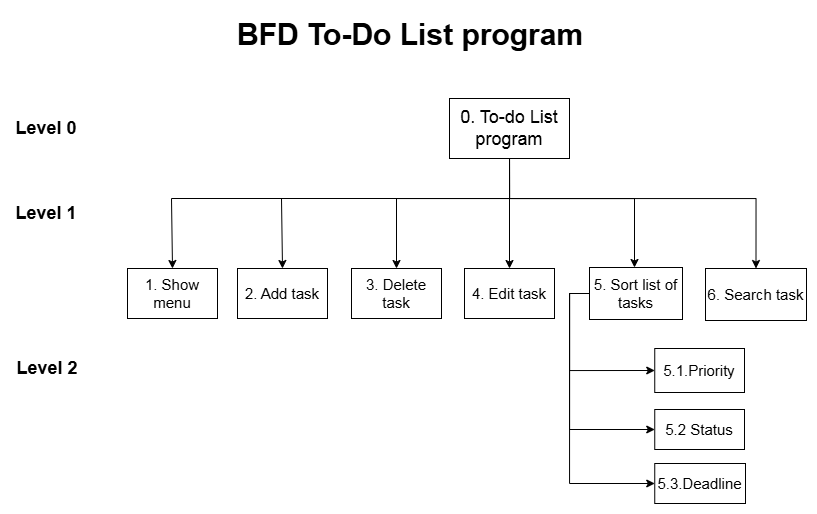 BFD To-Do List program
Level 0
0. To-do List
program
Level 1
1. Show
menu
2. Add task
3. Delete
task
4. Edit task
5. Sort list of
tasks
6. Search task
Level 2
5.1.Priority
5.2 Status
5.3.Deadline